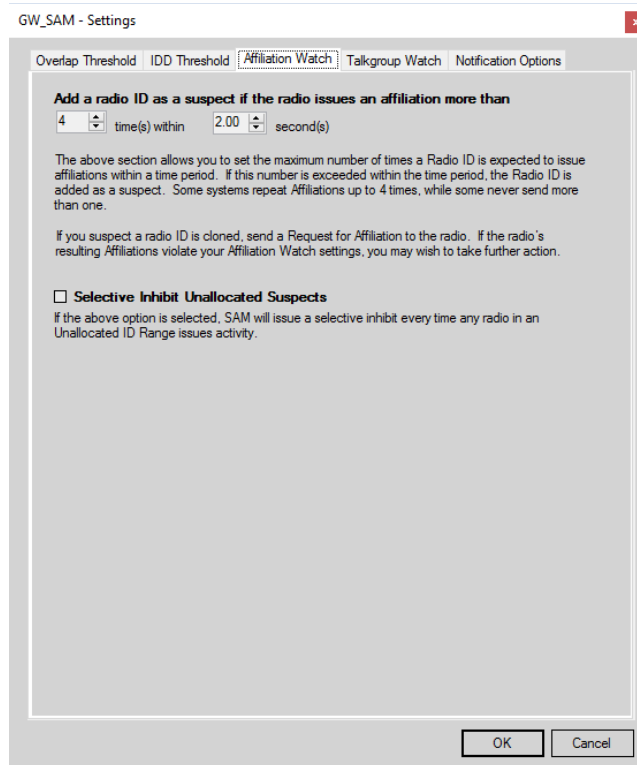 GW_SAM - Settings
Overlap Threshold IDD Threshold Affiliation Watch Talkgroup Watch Notification Options
Add a radio ID as a suspect if the radio issues an affiliation more than
4 time(s) within 2.00 second(s)
The above section allows you to set the maximum number of times a Radio ID is expected to issue
affiliations within a time period. If this number is exceeded within the time period, the Radio ID is
added as a suspect. Some systems repeat Affiliations up to 4 times, while some never send more
than one.
If you suspect a radio ID is cloned, send a Request for Affiliation to the radio. If the radio's
resulting Affiliations violate your Affiliation Watch settings, you may wish to take further action.
Selective Inhibit Unallocated Suspects
If the above option is selected, SAM will issue a selective inhibit every time any radio in an
Unallocated ID Range issues activity.
OK Cancel